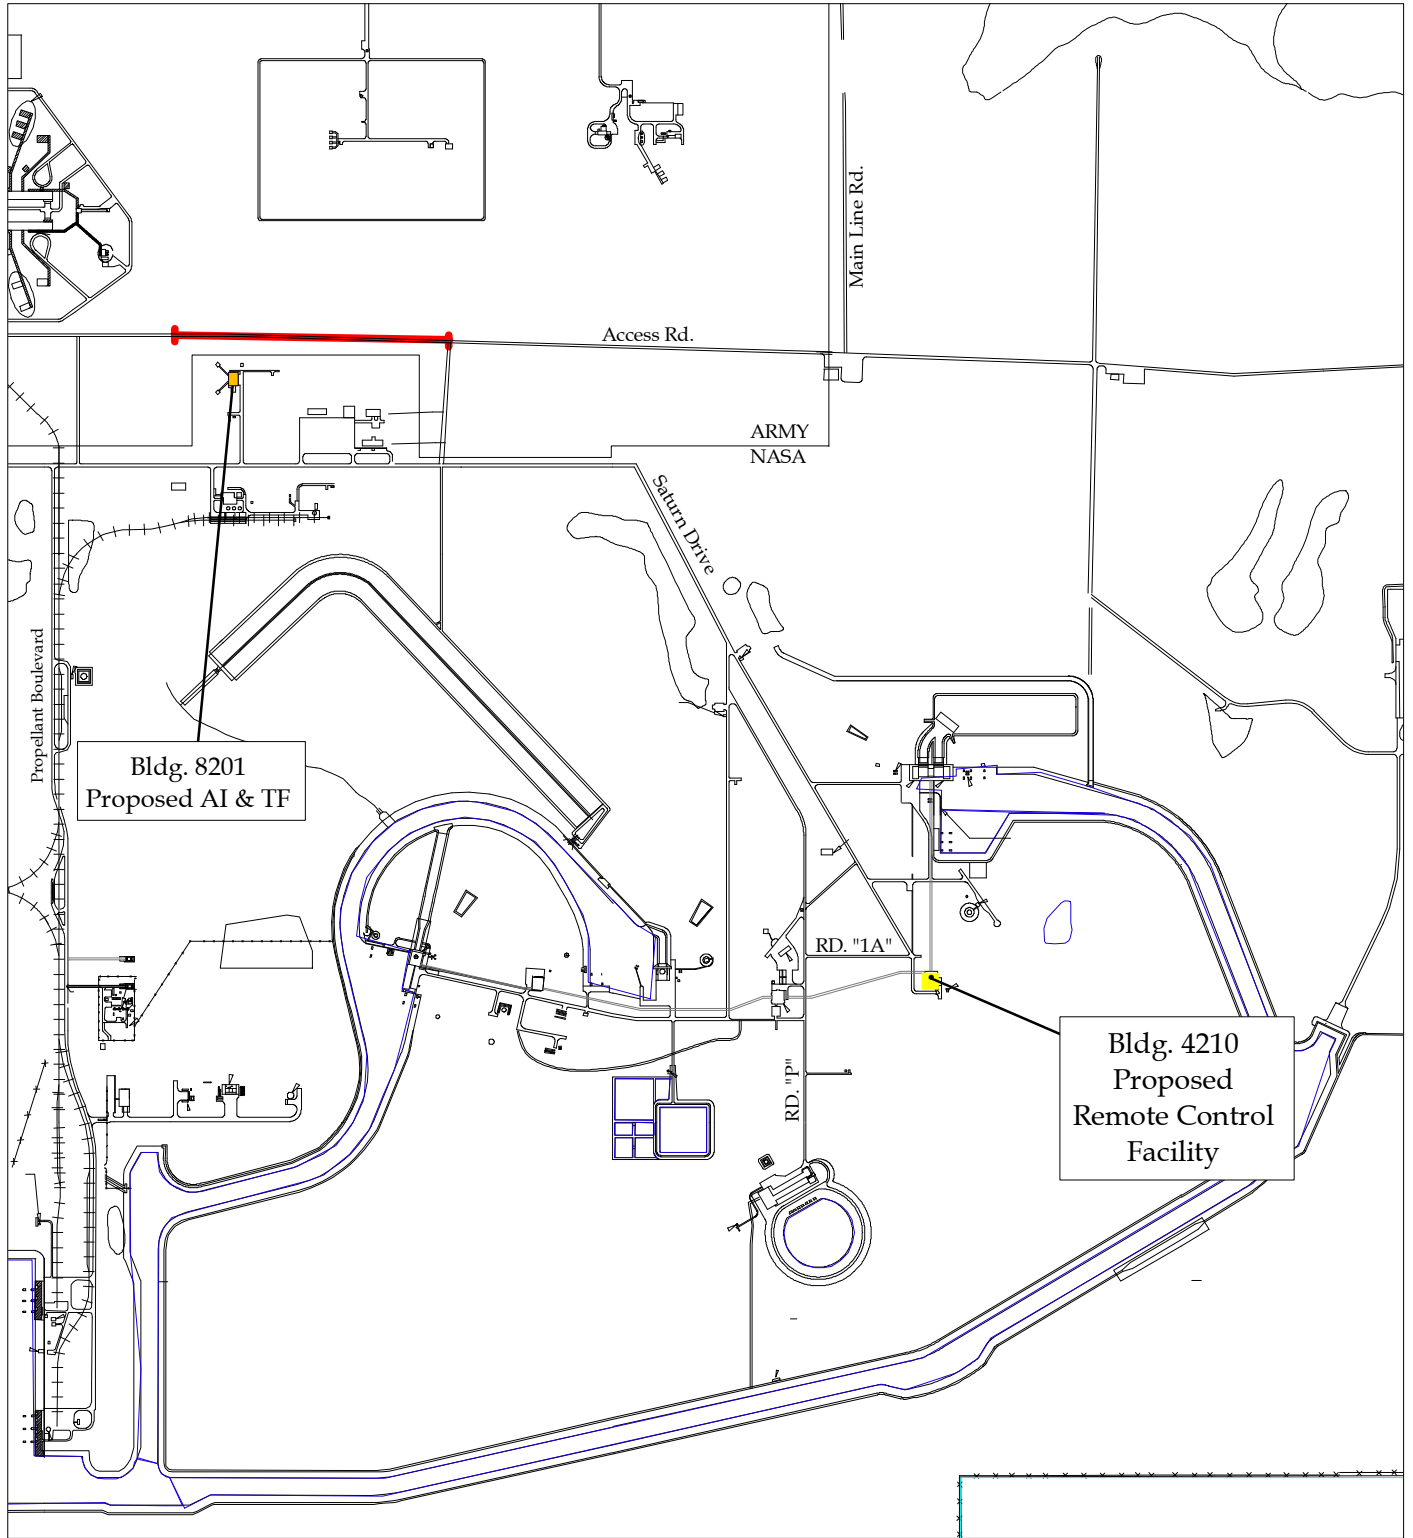 Main Line Rd.
Access Rd.
ARMY
NASA
Saturn Drive
Propellant Boulevard
Bldg. 8201
Proposed AI & TF
RD. "1A"
Bldg. 4210
Proposed
Remote Control
Facility
RD. "P"